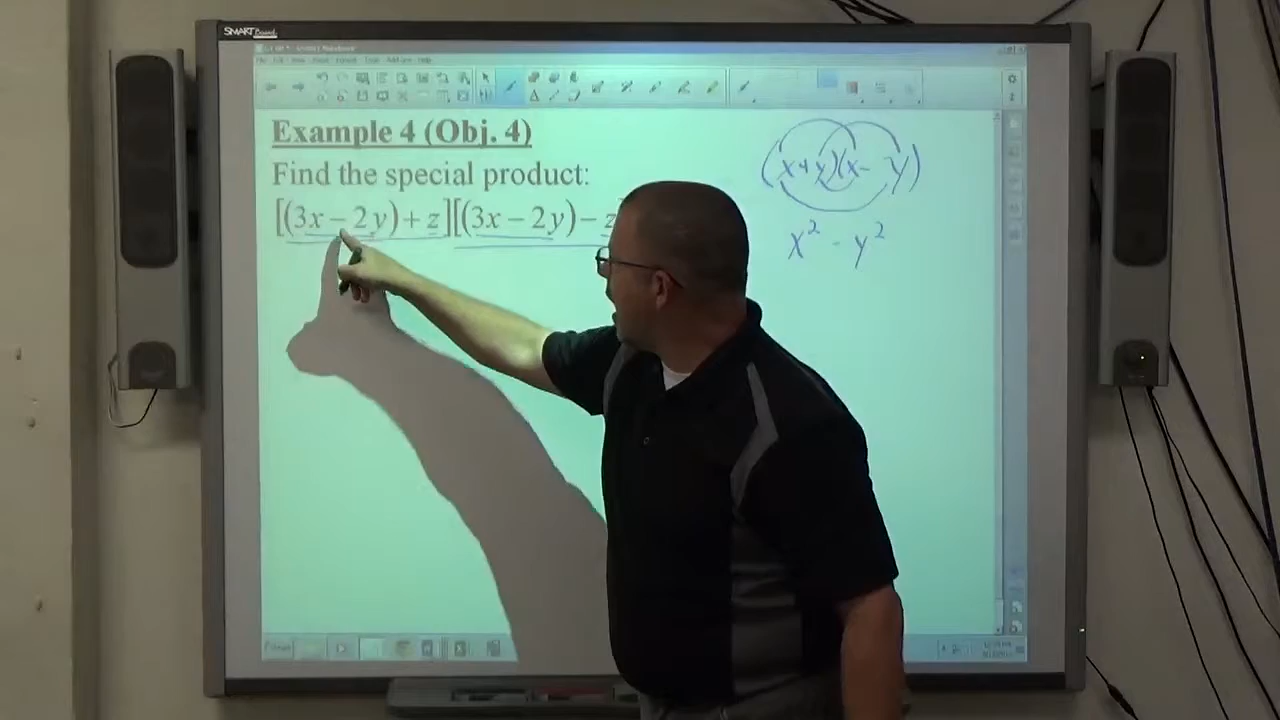 SMART Board
Example 4 (Obj. 4)
Find the special product:
[(3x − 2y) + z][(3x − 2y) − z
(x+y)(x- y)
x² - y²